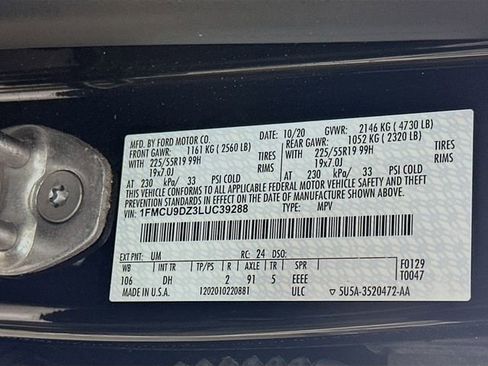 MFD. BY FORD MOTOR CO. DATE: 10/20 GVWR: 2146 KG (4730 LB)
FRONT GAWR: 1161 KG (2560 LB) REAR GAWR: 1052 KG (2320 LB)
WITH 225/55R19 99H TIRES WITH 225/55R19 99H TIRES
19x7.0J RIMS 19x7.0J RIMS
AT 230 kPa/ 33 PSI COLD AT 230 kPa/ 33 PSI COLD
THIS VEHICLE CONFORMS TO ALL APPLICABLE FEDERAL MOTOR VEHICLE SAFETY AND THEFT
PREVENTION STANDARDS IN EFFECT ON THE DATE OF MANUFACTURE SHOWN ABOVE.
VIN: 1FMCU9DZ3LUC39288 TYPE: MPV
EXT PNT: UM RC: 24 DSO:
WB INT TR TP/PS R AXLE TR SPR F0129
106 DH 2 91 5 EEEE T0047
MADE IN U.S.A. 1202010220881 ULC ▽ 5U5A-3520472-AA